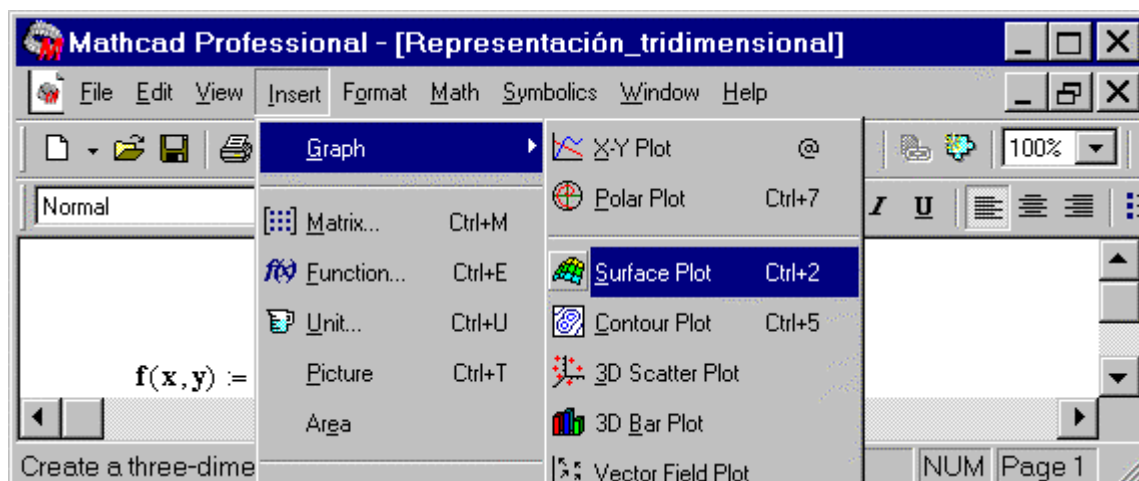 Mathcad Professional - [Representación_tridimensional]
File Edit View Insert Format Math Symbolics Window Help
Graph
X-Y Plot @
100%
Polar Plot Ctrl+7
Normal
I U
Matrix... Ctrl+M
Surface Plot Ctrl+2
f(x) Function... Ctrl+E
Contour Plot Ctrl+5
Unit... Ctrl+U
3D Scatter Plot
f(x,y) :=
Picture Ctrl+T
3D Bar Plot
Area
Create a three-dime
Vector Field Plot
NUM Page 1